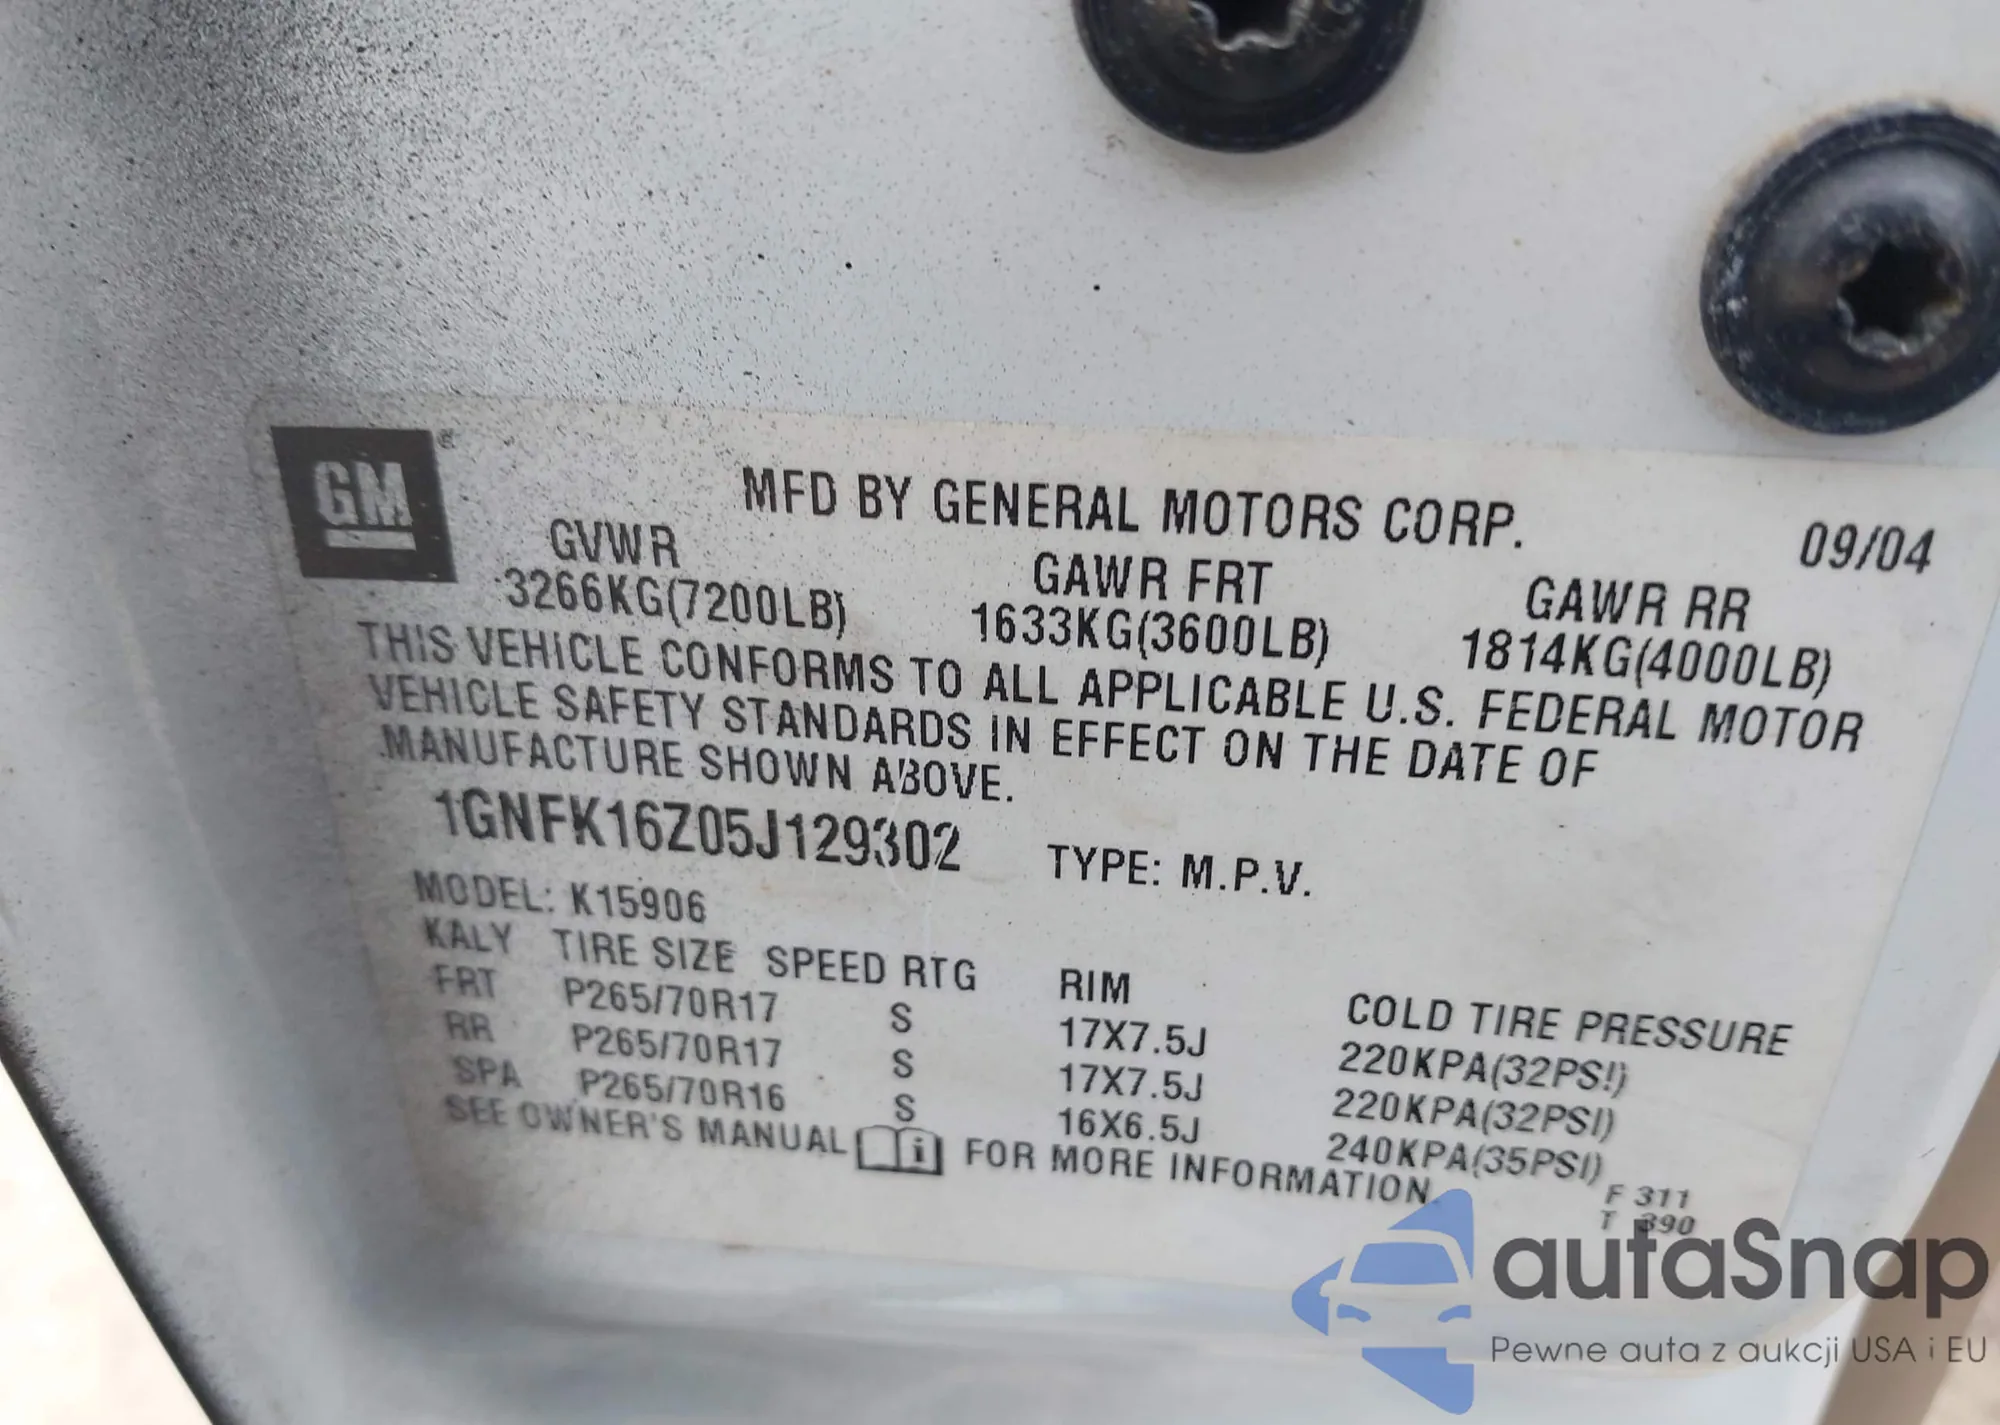 GM
MFD BY GENERAL MOTORS CORP. 09/04
GVWR GAWR FRT GAWR RR
3266KG(7200LB) 1633KG(3600LB) 1814KG(4000LB)
THIS VEHICLE CONFORMS TO ALL APPLICABLE U.S. FEDERAL MOTOR
VEHICLE SAFETY STANDARDS IN EFFECT ON THE DATE OF
MANUFACTURE SHOWN ABOVE.
1GNFK16Z05J129302 TYPE: M.P.V.
MODEL: K15906
KALY TIRE SIZE SPEED RTG RIM COLD TIRE PRESSURE
FRT P265/70R17 S 17X7.5J 220KPA(32PSI)
RR P265/70R17 S 17X7.5J 220KPA(32PSI)
SPA P265/70R16 S 16X6.5J 240KPA(35PSI)
SEE OWNER'S MANUAL FOR MORE INFORMATION
F 311
T 390
autaSnap
Pewne auta z aukcji USA i EU